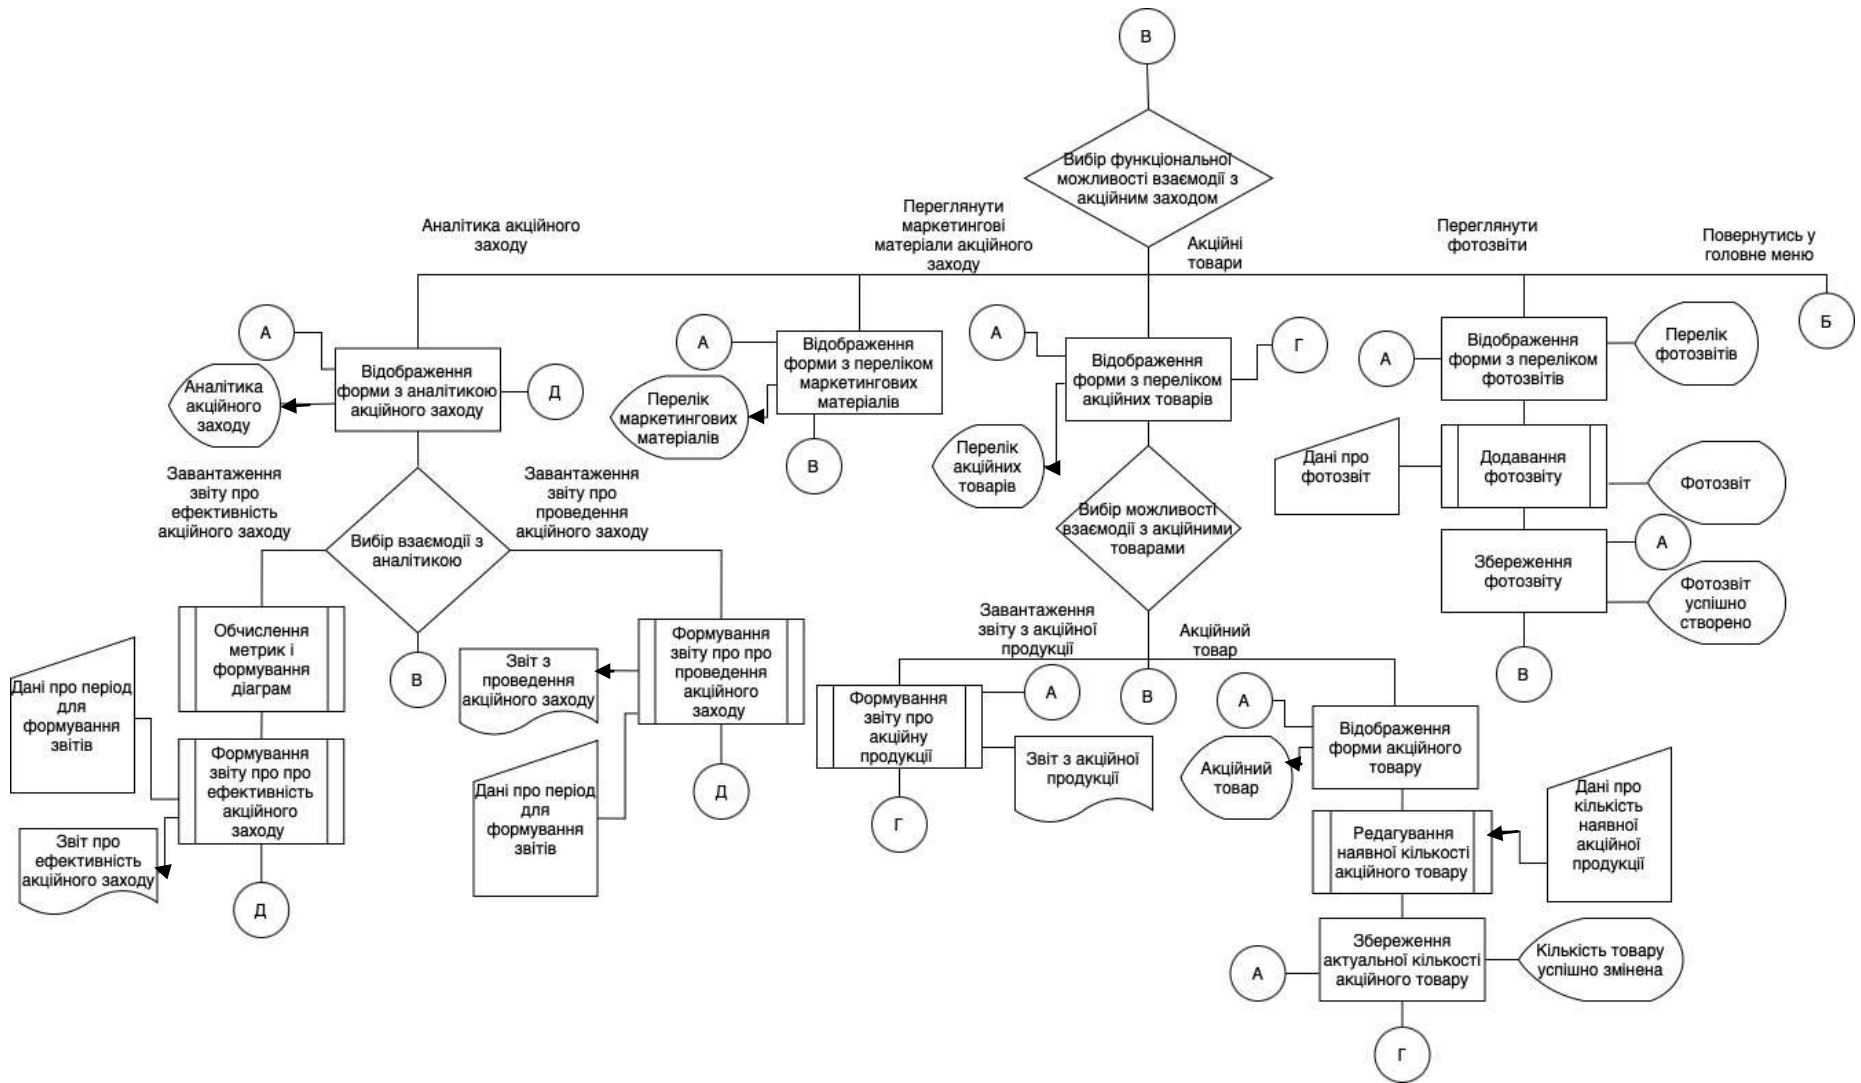 В
Вибір функціональної
можливості взаємодії з
акційним заходом
Аналітика акційного
заходу
Переглянути
маркетингові
матеріали акційного
заходу
Акційні
товари
Переглянути
фотозвіти
Повернутись у
головне меню
А
Відображення
форми з аналітикою
акційного заходу
Аналітика
акційного
заходу
Д
А
Відображення
форми з переліком
маркетингових
матеріалів
Перелік
маркетингових
матеріалів
В
А
Відображення
форми з переліком
акційних товарів
Г
Перелік
акційних
товарів
А
Відображення
форми з переліком
фотозвітів
Перелік
фотозвітів
Б
Завантаження
звіту про
ефективність
акційного заходу
Завантаження
звіту про
проведення
акційного заходу
Вибір взаємодії з
аналітикою
Вибір можливості
взаємодії з акційними
товарами
Дані про
фотозвіт
Додавання
фотозвіту
Фотозвіт
Збереження
фотозвіту
А
Фотозвіт
успішно
створено
В
Обчислення
метрик і
формування
діаграм
Дані про період
для
формування
звітів
Формування
звіту про про
ефективність
акційного
заходу
Звіт про
ефективність
акційного заходу
Д
В
Звіт з
проведення
акційного заходу
Формування
звіту про про
проведення
акційного
заходу
Дані про період
для
формування
звітів
Д
Завантаження
звіту з акційної
продукції
Акційний
товар
Формування
звіту про
акційну
продукції
А
В
Звіт з акційної
продукції
Г
А
Відображення
форми акційного
товару
Акційний
товар
Дані про
кількість
наявної
акційної
продукції
Редагування
наявної кількості
акційного товару
Збереження
актуальної кількості
акційного товару
А
Кількість товару
успішно змінена
Г